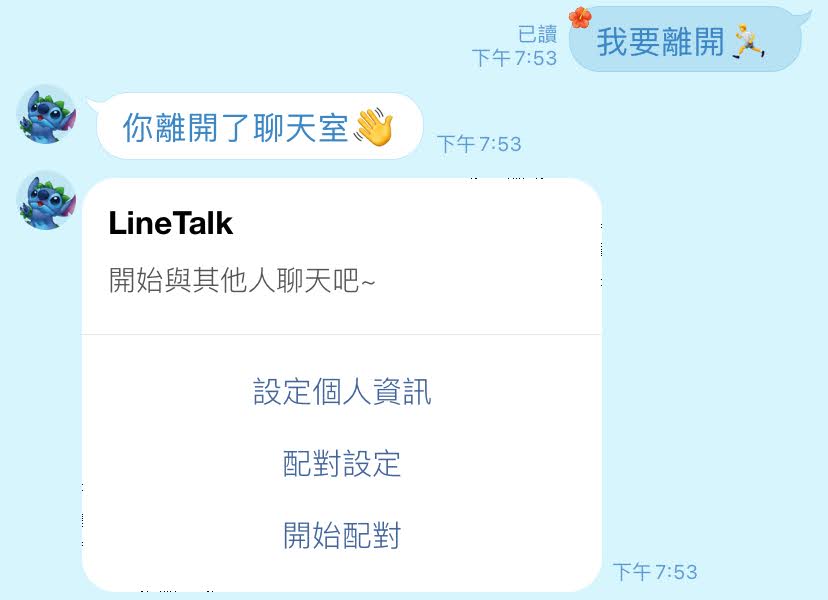 已讀
下午 7:53
我要離開🏃
你離開了聊天室👋
下午 7:53
LineTalk
開始與其他人聊天吧~
設定個人資訊
配對設定
開始配對
下午 7:53